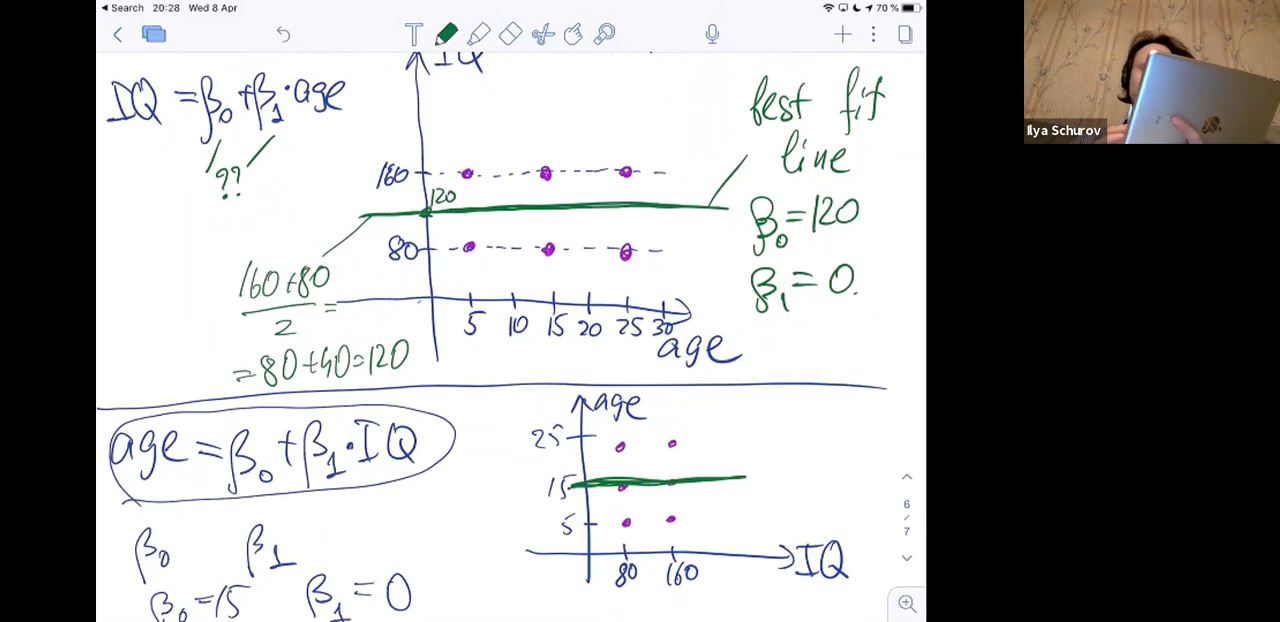 Search 20:28 Wed 8 Apr
70 %
T
IQ
IQ = β₀ + β₁ · age
??
160
120
80
5 10 15 20 25 30
age
fest fit
line
β₀ = 120
β₁ = 0.
160 + 80
2 =
= 80 + 40 = 120
age = β₀ + β₁ · IQ
β₀ β₁
β₀ = 15 β₁ = 0
age
25
15
5
80 160
IQ
6
/
7
Ilya Schurov